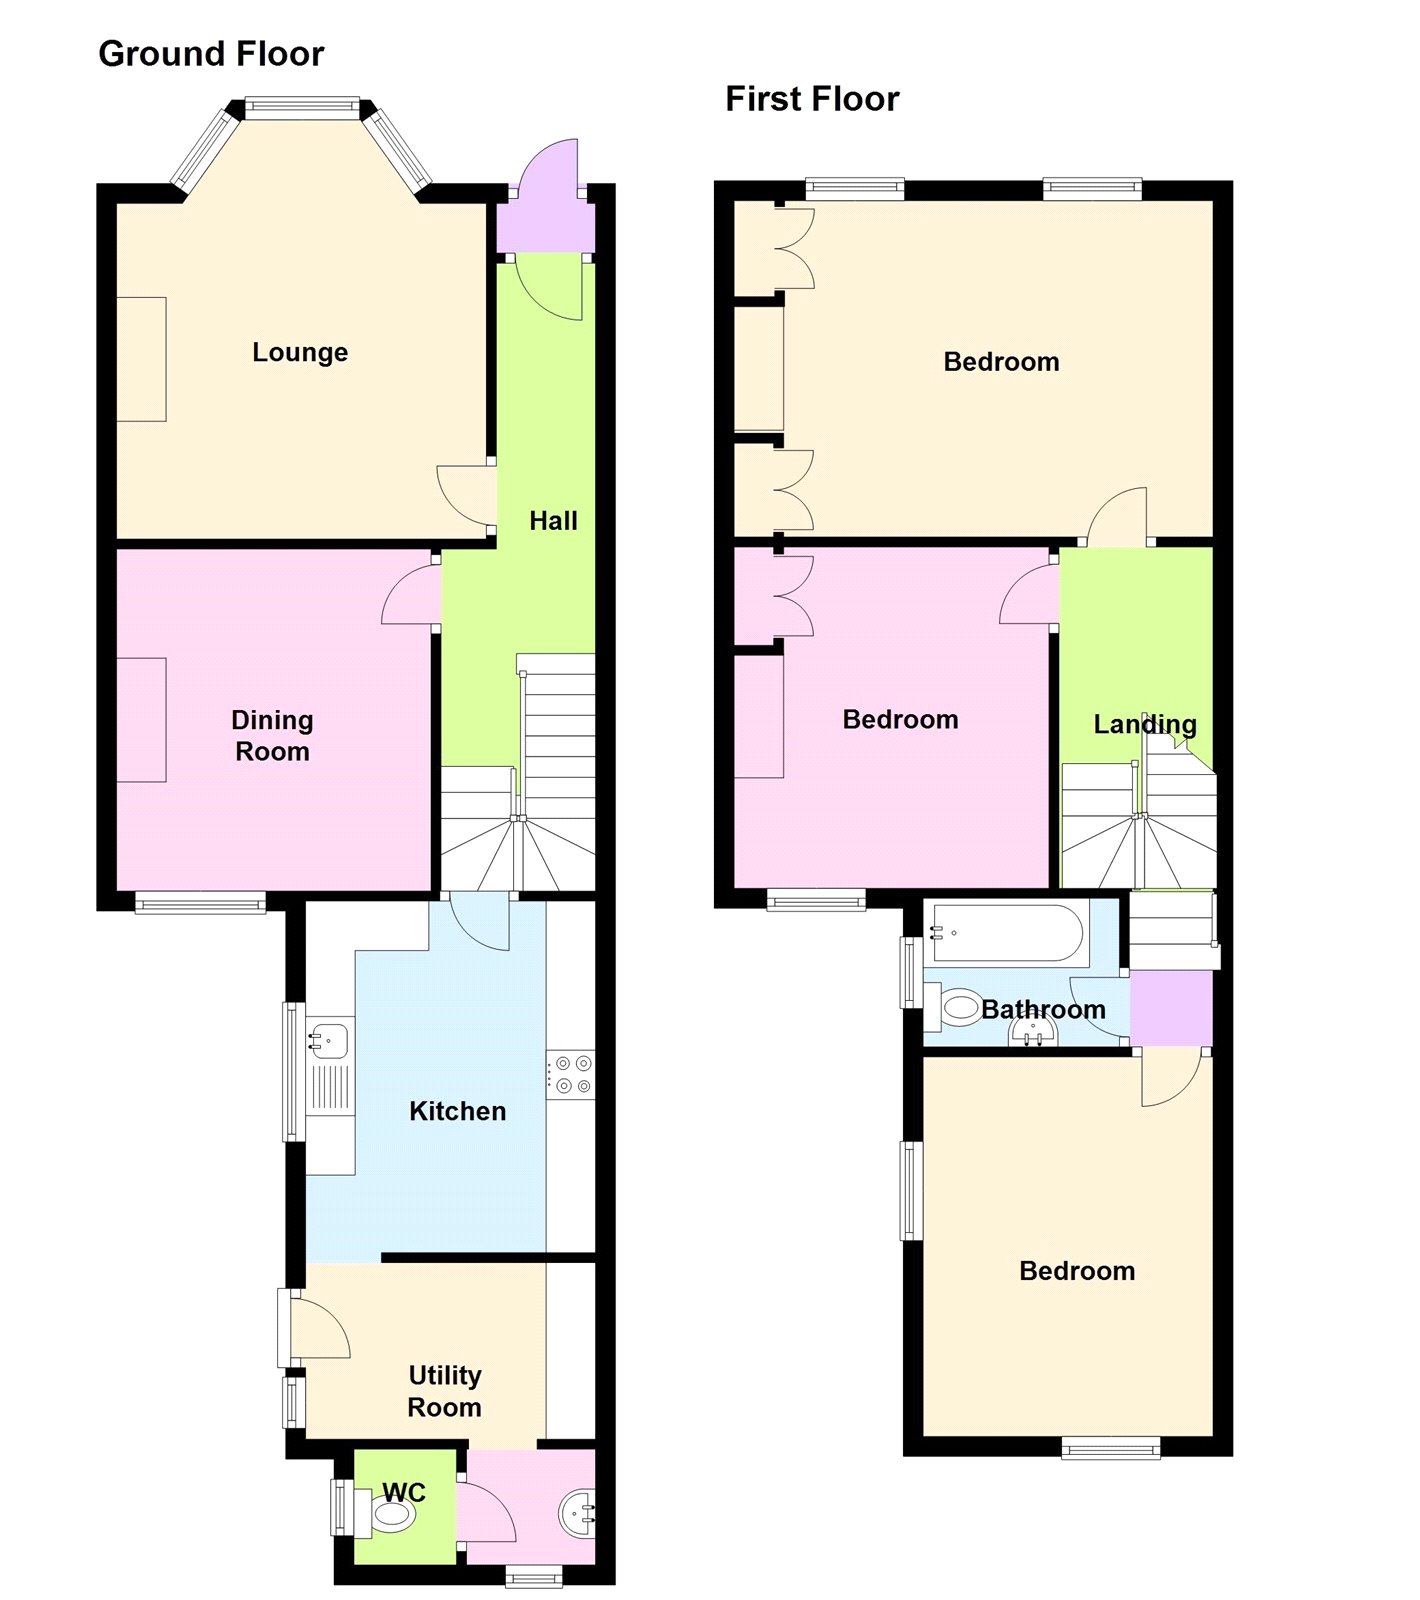 Ground Floor
Lounge
Hall
Dining
Room
Kitchen
Utility
Room
WC
First Floor
Bedroom
Bedroom
Landing
Bathroom
Bedroom